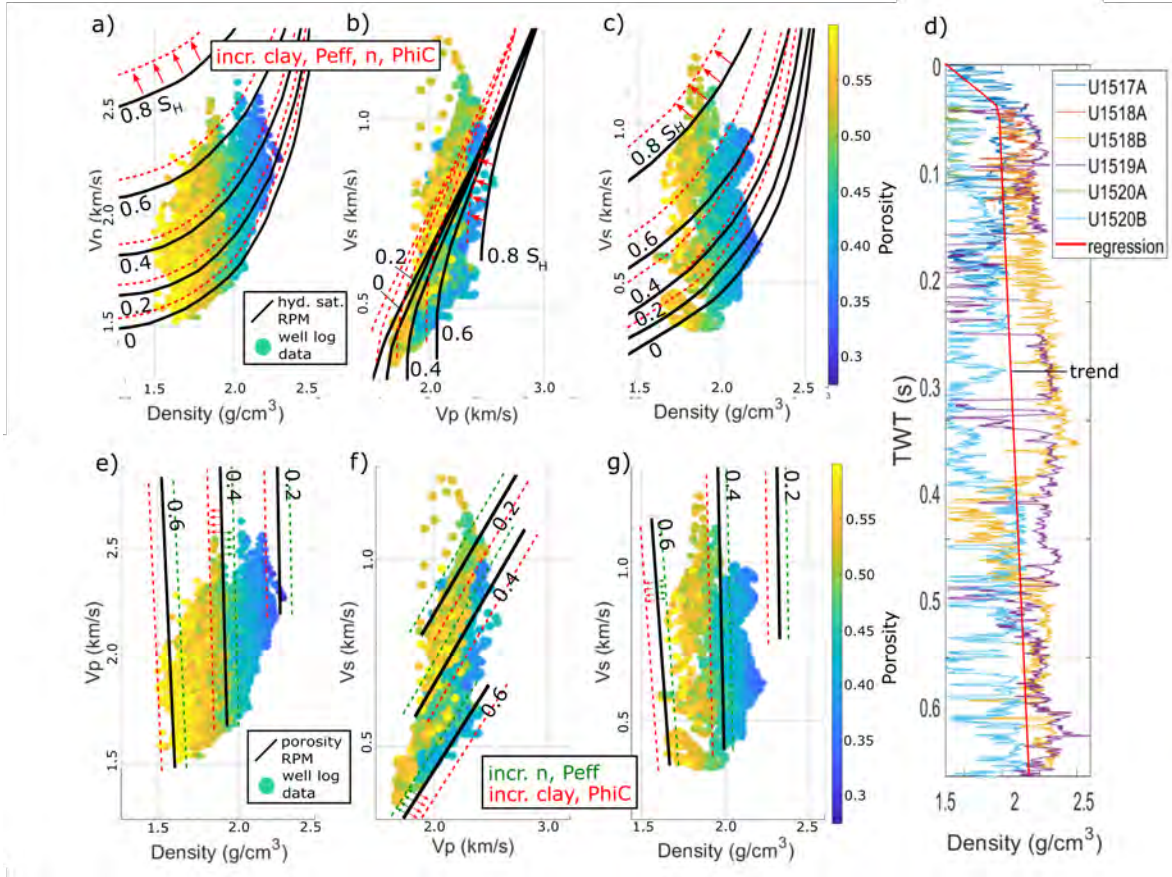 a)
incr. clay, Peff, n, PhiC
0.8 S_H
0.6
0.4
0.2
0
2.5
2.0
1.5
Vn (km/s)
hyd. sat.
RPM
well log
data
1.5
2.0
2.5
Density (g/cm³)
b)
1.0
0.5
Vs (km/s)
0.2
0
0.4
0.6
0.8 S_H
2.0
3.0
Vp (km/s)
c)
1.0
0.5
Vs (km/s)
0.8 S_H
0.6
0.4
0.2
0
1.5
2.0
2.5
Density (g/cm³)
0.55
0.50
0.45
0.40
0.35
0.3
Porosity
d)
U1517A
U1518A
U1518B
U1519A
U1520A
U1520B
regression
trend
0
0.1
0.2
0.3
0.4
0.5
0.6
TWT (s)
1.5
2
2.5
Density (g/cm³)
e)
0.6
0.4
0.2
2.5
2.0
1.5
Vp (km/s)
porosity
RPM
well log
data
1.5
2.0
2.5
Density (g/cm³)
f)
0.2
0.4
0.6
1.0
0.5
Vs (km/s)
incr. n, Peff
incr. clay, PhiC
2.0
3.0
Vp (km/s)
g)
0.6
0.4
0.2
1.0
0.5
Vs (km/s)
1.5
2.0
2.5
Density (g/cm³)
0.55
0.50
0.45
0.40
0.35
0.3
Porosity